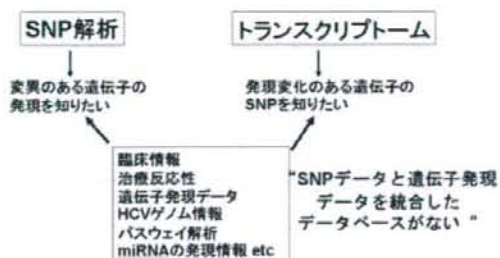 SNP解析
トランスクリプトーム
変異のある遺伝子の
発現を知りたい
発現変化のある遺伝子の
SNPを知りたい
臨床情報
治療反応性
遺伝子発現データ
HCVゲノム情報
パスウェイ解析
miRNAの発現情報 etc
"SNPデータと遺伝子発現
データを統合した
データベースがない "